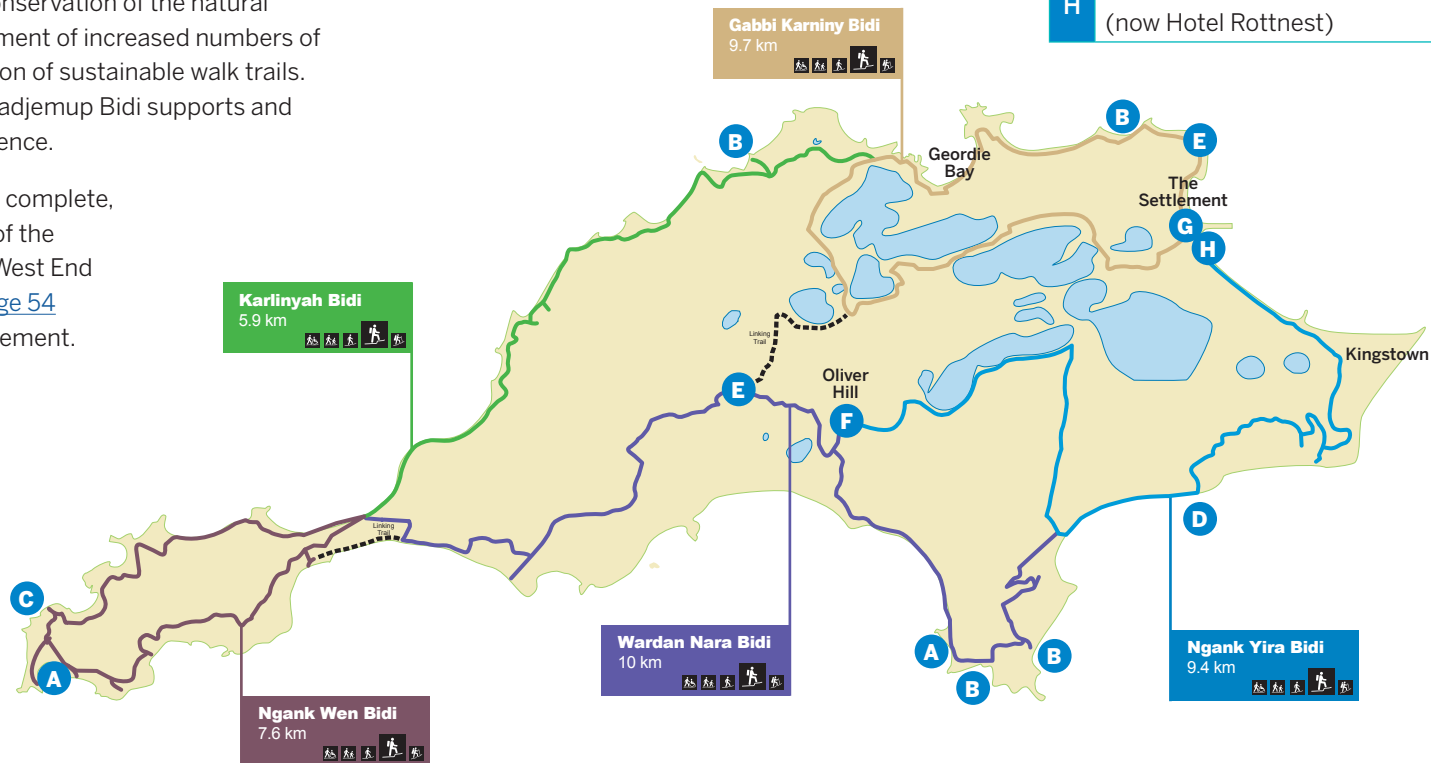 onservation of the natural
ment of increased numbers of
on of sustainable walk trails.
adjemup Bidi supports and
ence.
complete,
of the
West End
ge 54
ement.
H
(now Hotel Rottnest)
Gabbi Karniny Bidi
9.7 km
B
B
E
Geordie
Bay
The
Settlement
G
H
Karlinyah Bidi
5.9 km
Linking
Trail
Kingstown
E
Oliver
Hill
F
Linking
Trail
D
C
A
Wardan Nara Bidi
10 km
A
B
B
Ngank Yira Bidi
9.4 km
Ngank Wen Bidi
7.6 km